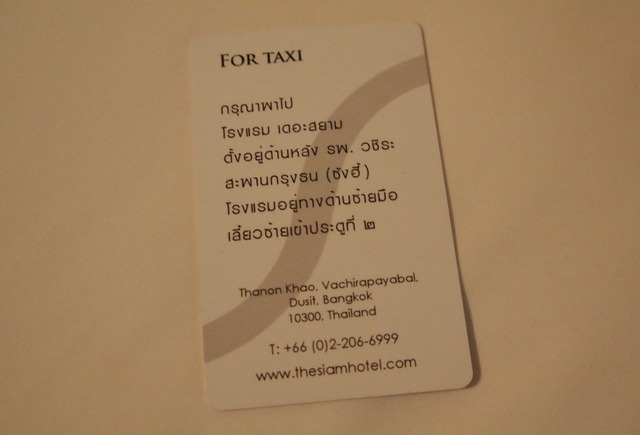 FOR TAXI
กรุณาพาไป
โรงแรม เดอะสยาม
ตั้งอยู่ด้านหลัง รพ. วชิระ
สะพานกรุงธน (ซังฮี้)
โรงแรมอยู่ทางด้านซ้ายมือ
เลี้ยวซ้ายเข้าประตูที่ ๒
Thanon Khao, Vachirapayabal,
Dusit, Bangkok
10300, Thailand
T: +66 (0)2-206-6999
www.thesiamhotel.com